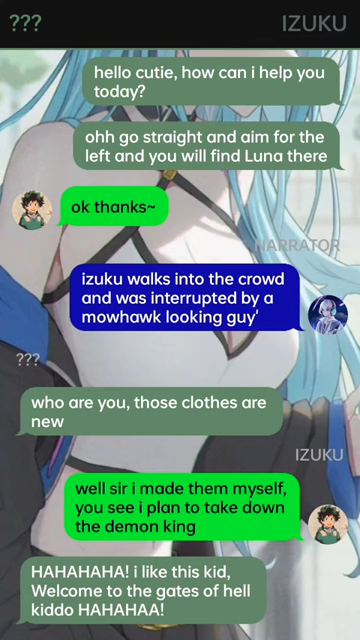 ??? IZUKU
hello cutie, how can i help you
today?
ohh go straight and aim for the
left and you will find Luna there
ok thanks~
NARRATOR
izuku walks into the crowd
and was interrupted by a
mowhawk looking guy'
???
who are you, those clothes are
new
IZUKU
well sir i made them myself,
you see i plan to take down
the demon king
HAHAHAHA! i like this kid,
Welcome to the gates of hell
kiddo HAHAHAA!